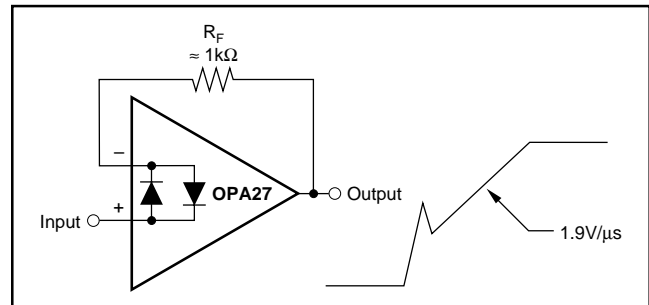 R_F
≈ 1kΩ
–
OPA27
+
Input
Output
1.9V/µs